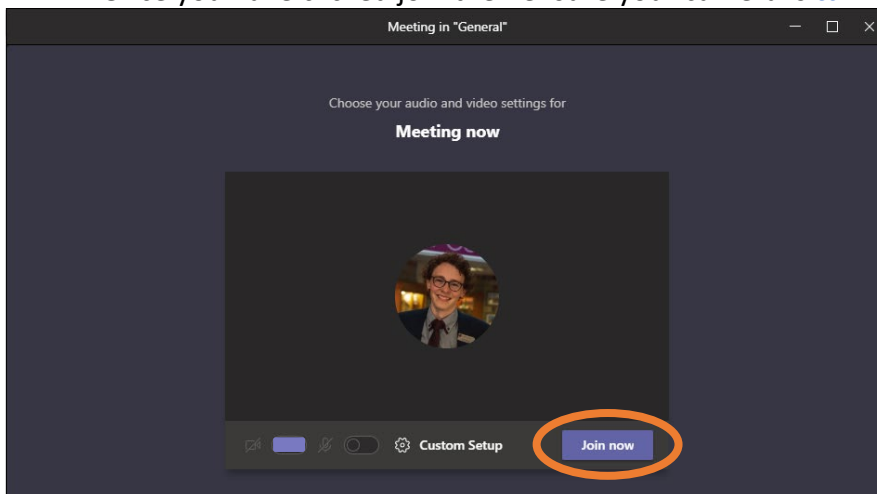 Meeting in "General"
Choose your audio and video settings for
Meeting now
Custom Setup
Join now